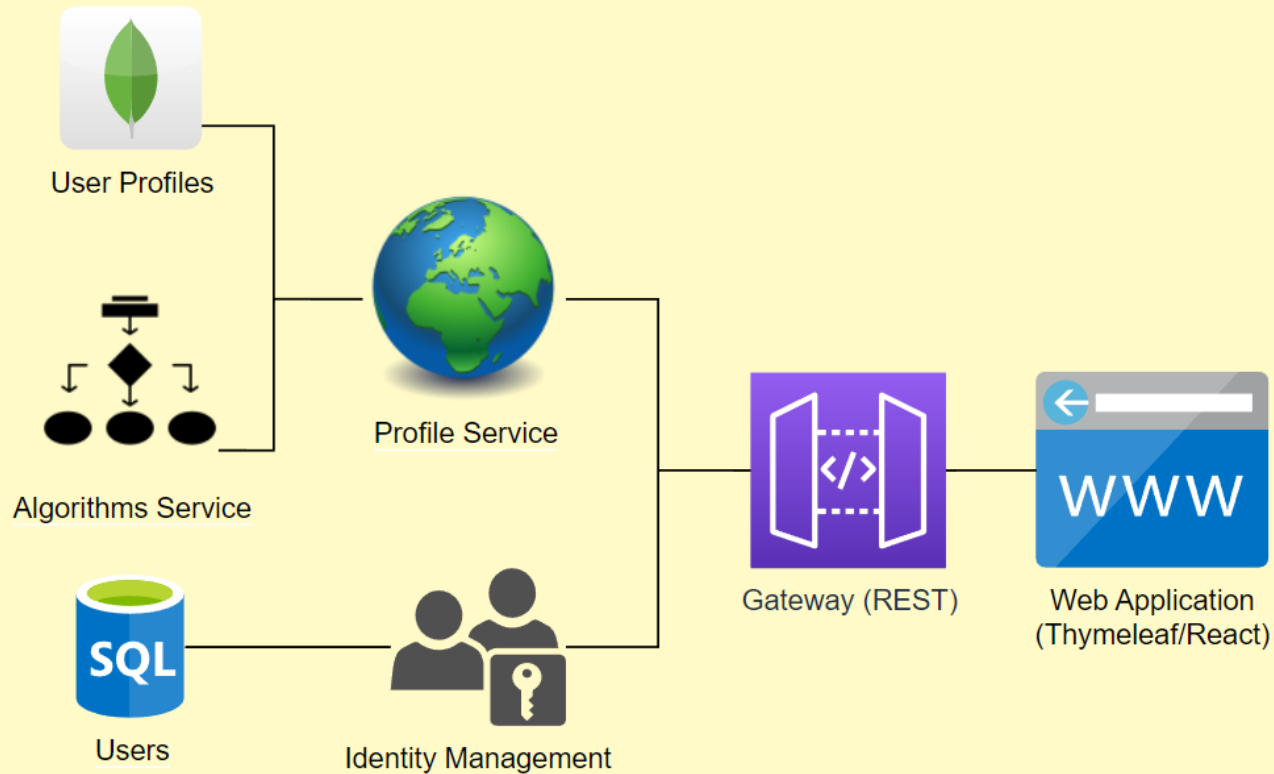 User Profiles
Profile Service
Algorithms Service
</>
WWW
Gateway (REST)
Web Application
(Thymeleaf/React)
SQL
Users
Identity Management